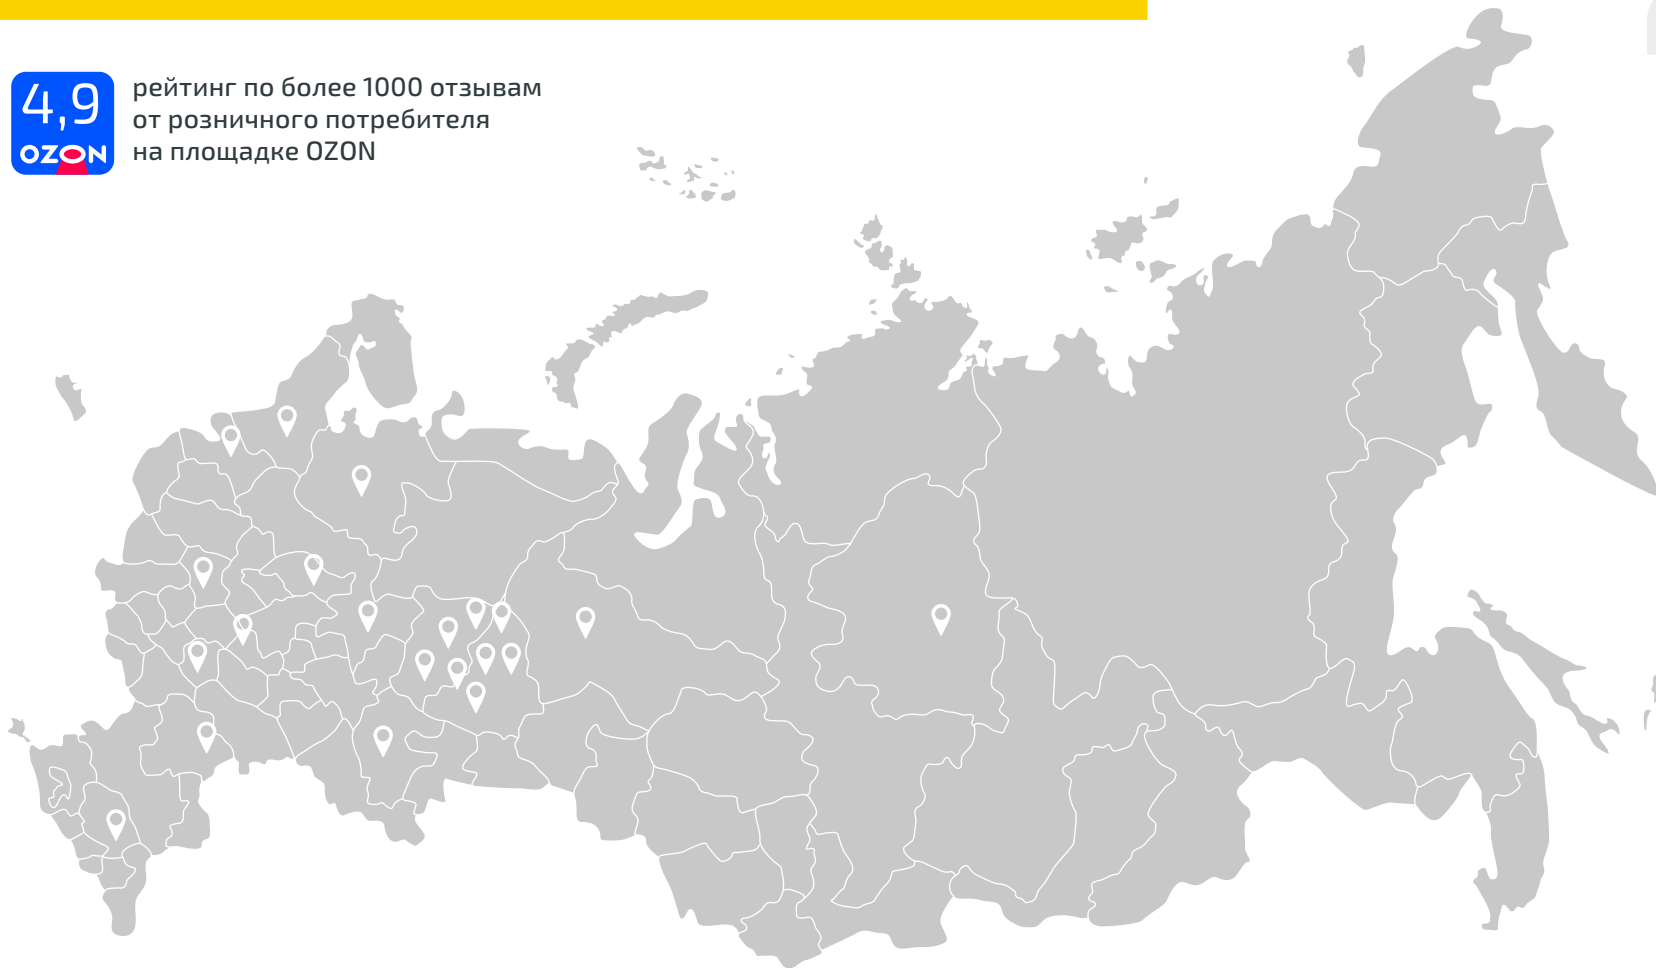 4,9
OZON
рейтинг по более 1000 отзывам
от розничного потребителя
на площадке OZON